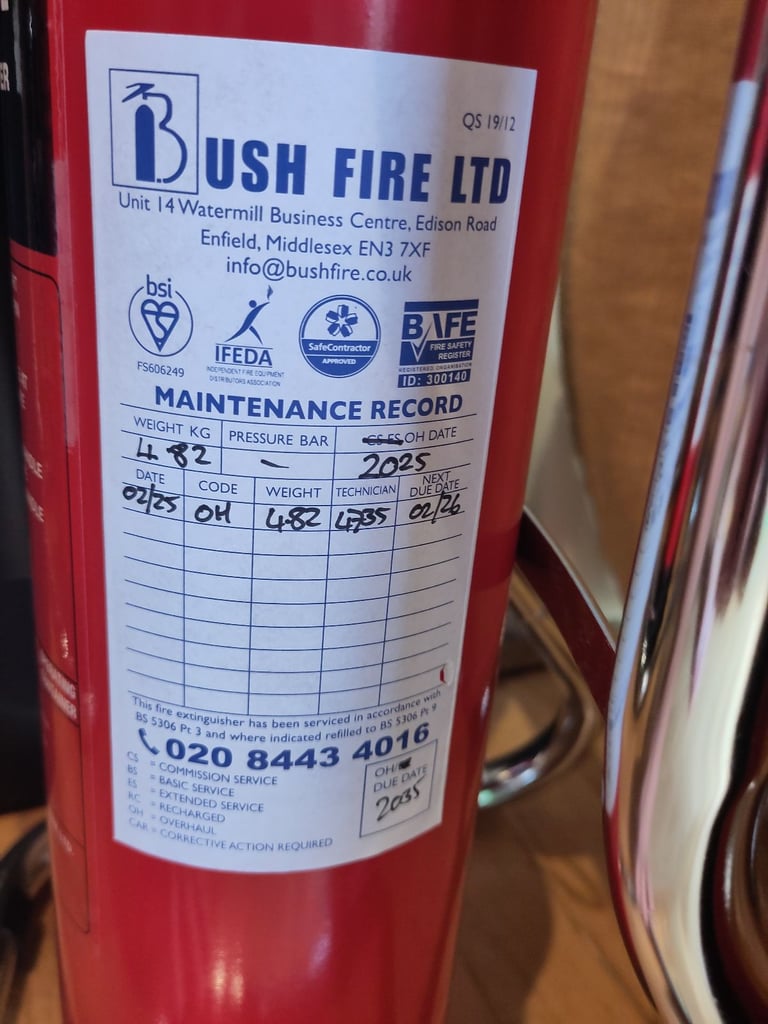 QS 19/12
BUSH FIRE LTD
Unit 14 Watermill Business Centre, Edison Road
Enfield, Middlesex EN3 7XF
info@bushfire.co.uk
bsi
FS606249
IFEDA
INDEPENDENT FIRE EQUIPMENT
DISTRIBUTORS ASSOCIATION
SafeContractor
APPROVED
BAFE
FIRE SAFETY
REGISTER
REGISTERED ORGANISATION
ID: 300140
MAINTENANCE RECORD
WEIGHT KG PRESSURE BAR CS ES OH DATE
4.82 – 2025
DATE CODE WEIGHT TECHNICIAN NEXT DUE DATE
02/25 OH 4.82 4735 02/26
This fire extinguisher has been serviced in accordance with
BS 5306 Pt 3 and where indicated refilled to BS 5306 Pt 9
020 8443 4016
CS = COMMISSION SERVICE
BS = BASIC SERVICE
ES = EXTENDED SERVICE
RC = RECHARGED
OH = OVERHAUL
CAR = CORRECTIVE ACTION REQUIRED
OH/
DUE DATE
2035